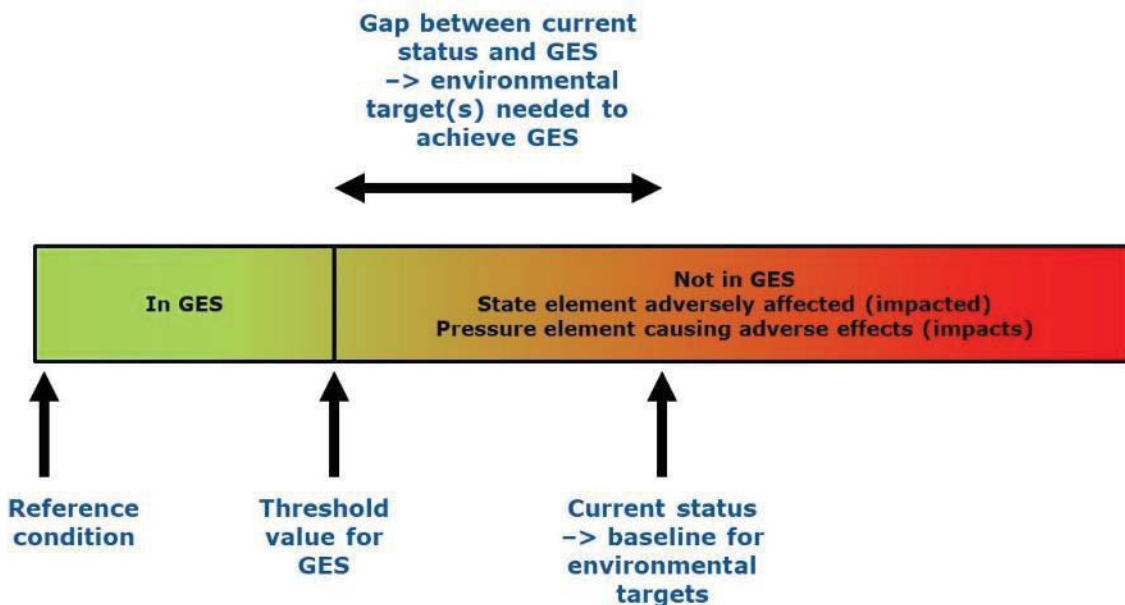 Gap between current
status and GES
–> environmental
target(s) needed to
achieve GES
In GES
Not in GES
State element adversely affected (impacted)
Pressure element causing adverse effects (impacts)
Reference
condition
Threshold
value for
GES
Current status
–> baseline for
environmental
targets